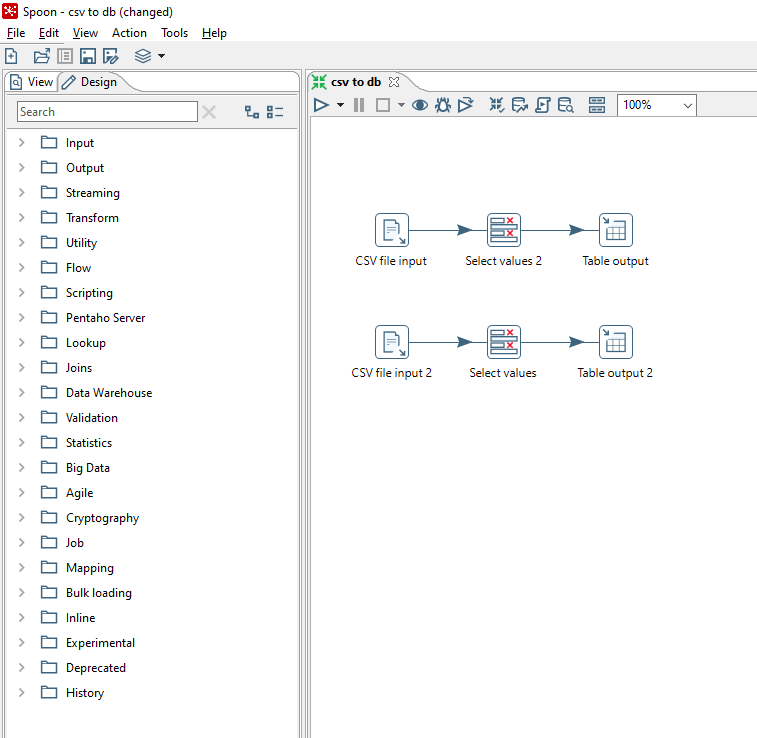 Spoon - csv to db (changed)
File Edit View Action Tools Help
View Design
csv to db
Search
100%
Input
Output
Streaming
Transform
Utility
Flow
Scripting
Pentaho Server
Lookup
Joins
Data Warehouse
Validation
Statistics
Big Data
Agile
Cryptography
Job
Mapping
Bulk loading
Inline
Experimental
Deprecated
History
CSV file input
Select values 2
Table output
CSV file input 2
Select values
Table output 2